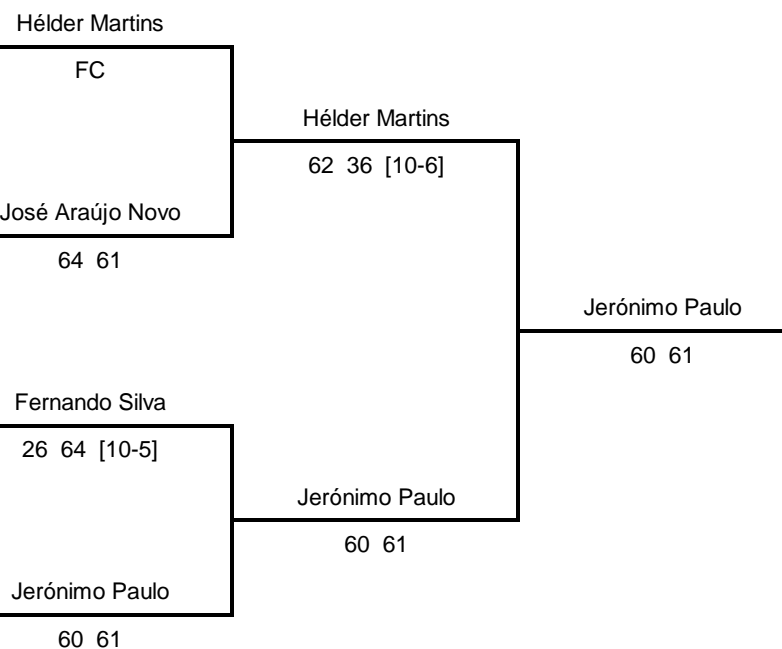 Hélder Martins
FC
Hélder Martins
62 36 [10-6]
José Araújo Novo
64 61
Jerónimo Paulo
60 61
Fernando Silva
26 64 [10-5]
Jerónimo Paulo
60 61
Jerónimo Paulo
60 61